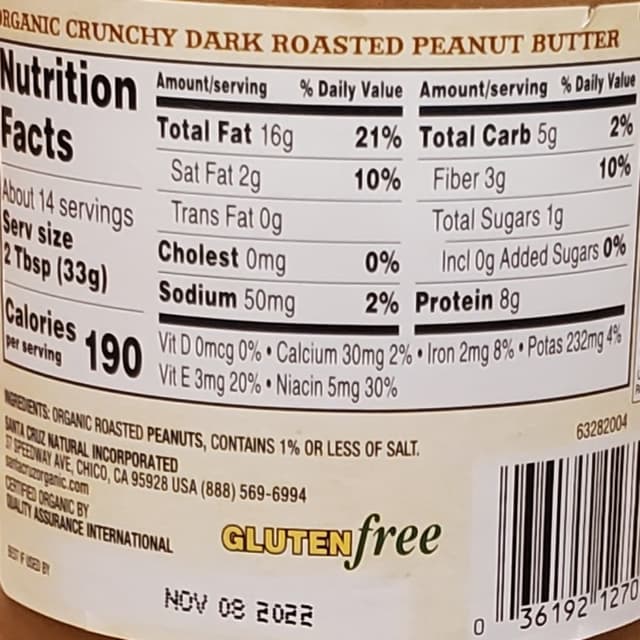 ORGANIC CRUNCHY DARK ROASTED PEANUT BUTTER
Nutrition
Facts
About 14 servings
Serv size
2 Tbsp (33g)
Calories
per serving
190
Amount/serving % Daily Value
Total Fat 16g 21%
Sat Fat 2g 10%
Trans Fat 0g
Cholest 0mg 0%
Sodium 50mg 2%
Amount/serving % Daily Value
Total Carb 5g 2%
Fiber 3g 10%
Total Sugars 1g
Incl 0g Added Sugars 0%
Protein 8g
Vit D 0mcg 0% • Calcium 30mg 2% • Iron 2mg 8% • Potas 232mg 4%
Vit E 3mg 20% • Niacin 5mg 30%
INGREDIENTS: ORGANIC ROASTED PEANUTS, CONTAINS 1% OR LESS OF SALT.
SANTA CRUZ NATURAL INCORPORATED
37 SPEEDWAY AVE, CHICO, CA 95928 USA (888) 569-6994
santacruzorganic.com
CERTIFIED ORGANIC BY
QUALITY ASSURANCE INTERNATIONAL
GLUTEN free
BEST IF USED BY
NOV 08 2022
63282004
0 36192 1270